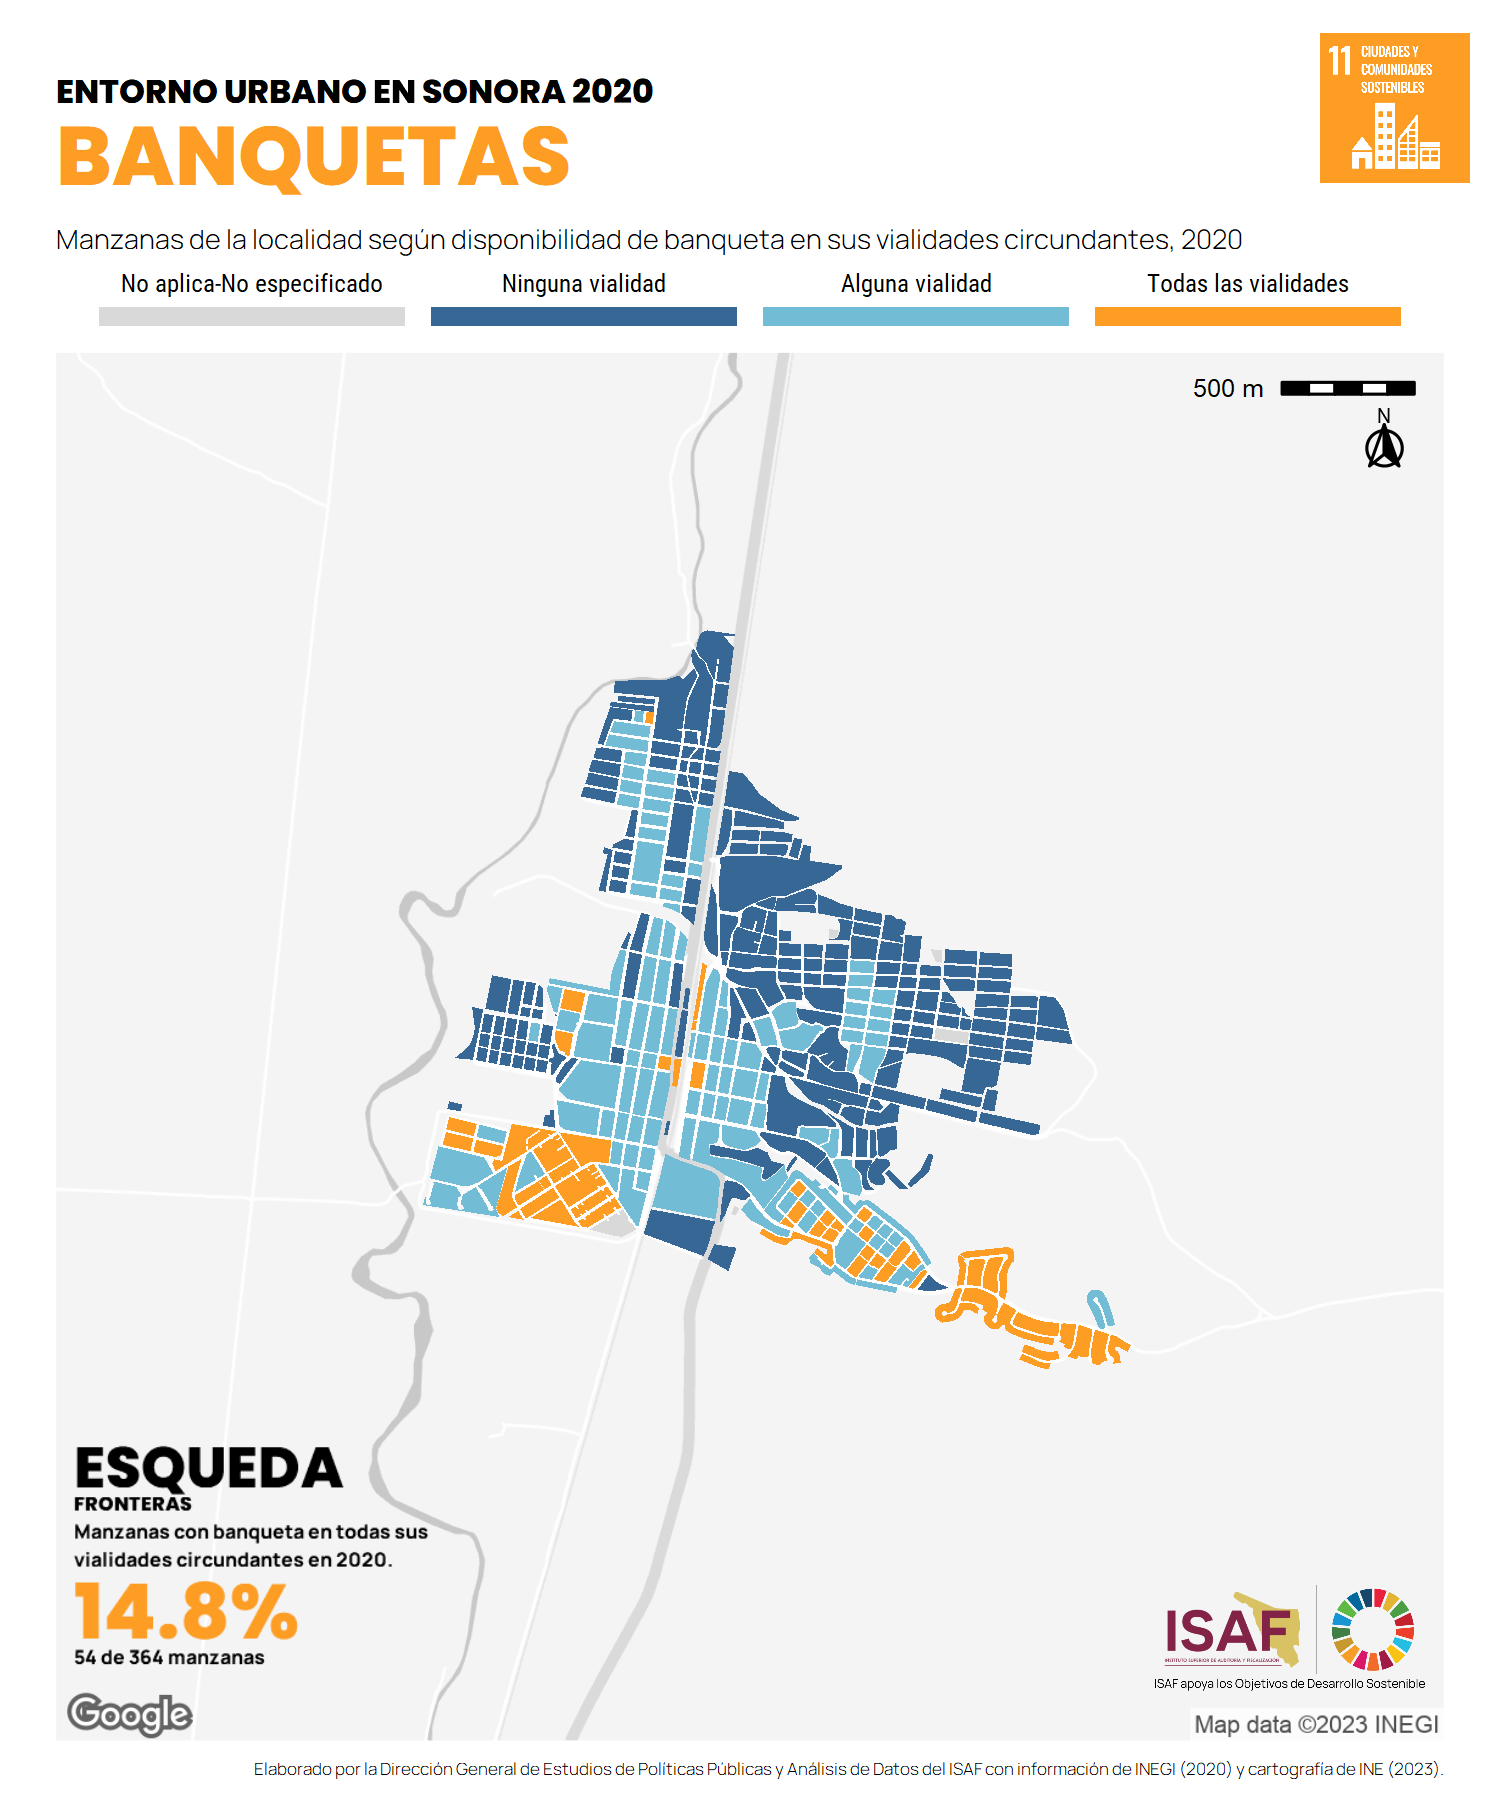 ENTORNO URBANO EN SONORA 2020
BANQUETAS
11 CIUDADES Y
COMUNIDADES
SOSTENIBLES
Manzanas de la localidad según disponibilidad de banqueta en sus vialidades circundantes, 2020
No aplica-No especificado Ninguna vialidad Alguna vialidad Todas las vialidades
500 m
N
ESQUEDA
FRONTERAS
Manzanas con banqueta en todas sus
vialidades circundantes en 2020.
14.8%
54 de 364 manzanas
Google
ISAF
INSTITUTO SUPERIOR DE AUDITORÍA Y FISCALIZACIÓN
ISAF apoya los Objetivos de Desarrollo Sostenible
Map data ©2023 INEGI
Elaborado por la Dirección General de Estudios de Políticas Públicas y Análisis de Datos del ISAF con información de INEGI (2020) y cartografía de INE (2023).